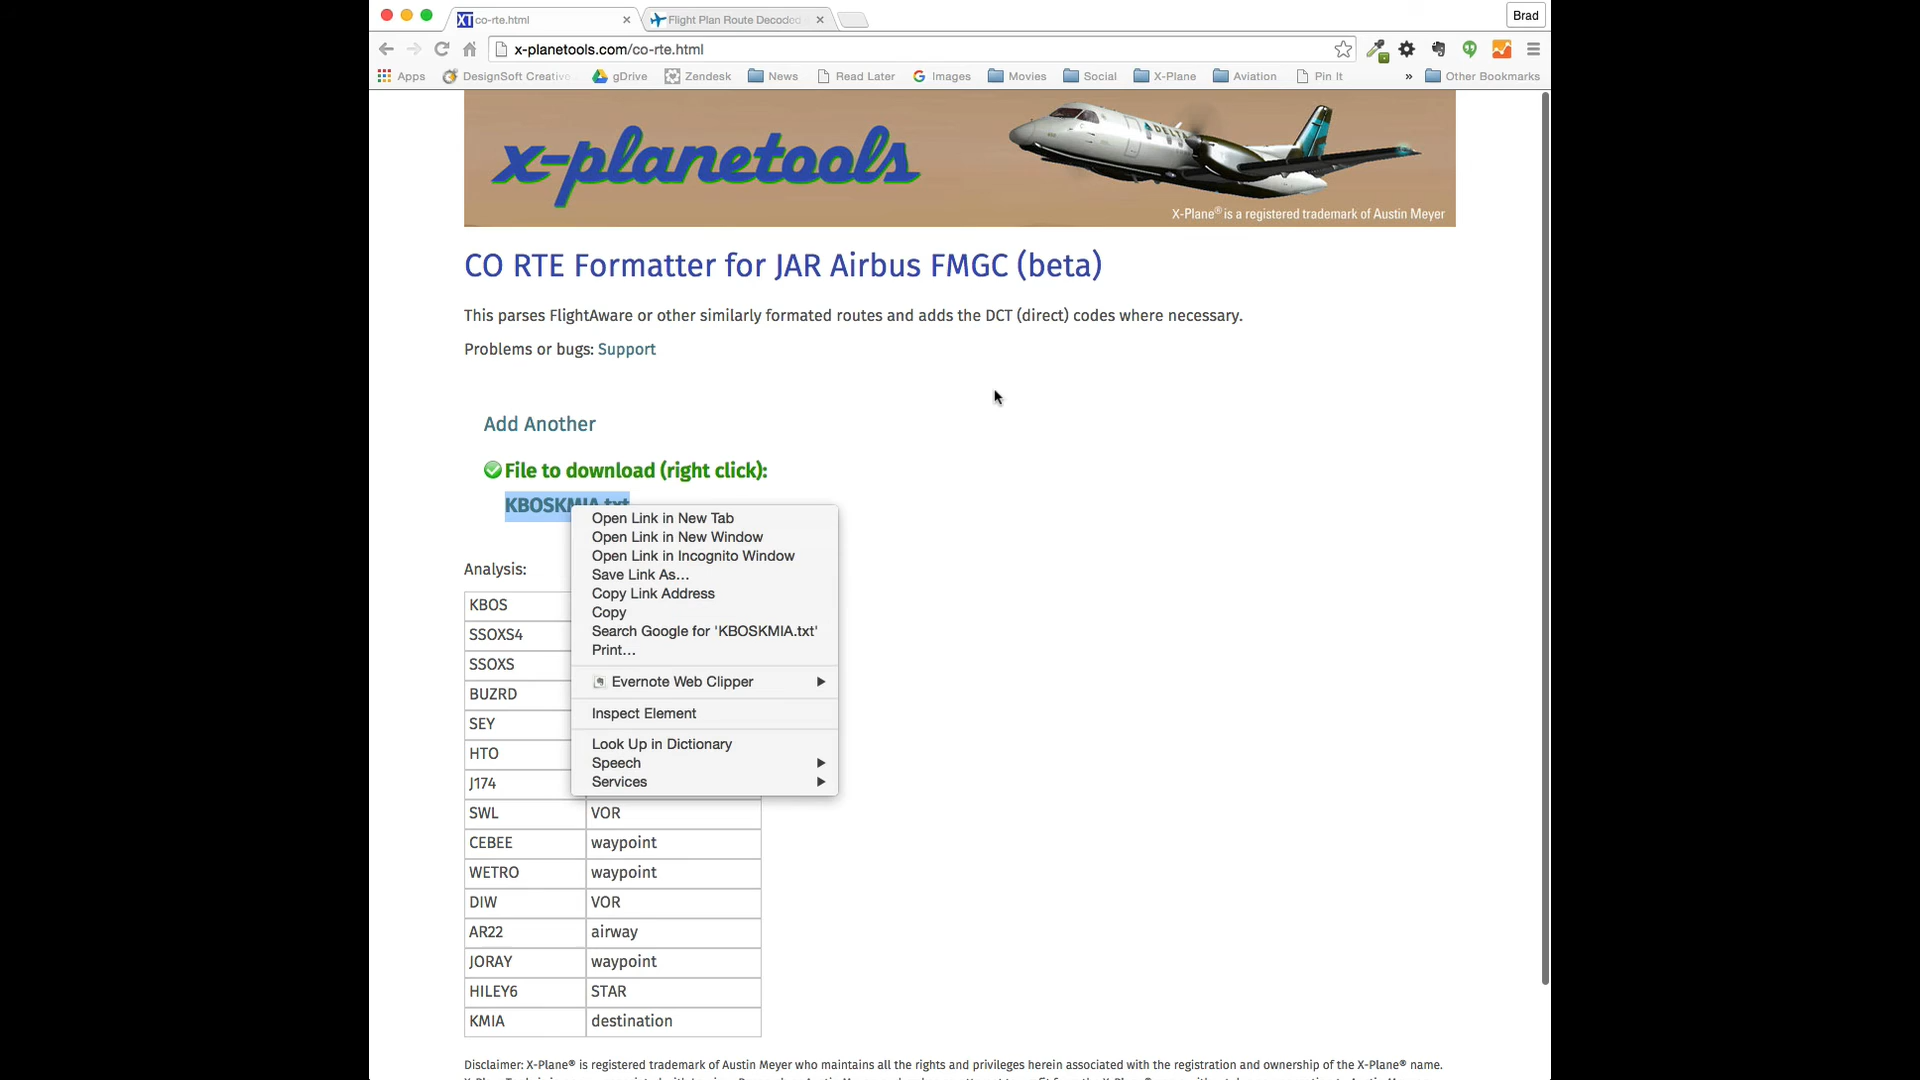 XT co-rte.html
Flight Plan Route Decoded
Brad
x-planetools.com/co-rte.html
Apps DesignSoft Creative gDrive Zendesk News Read Later Images Movies Social X-Plane Aviation Pin It » Other Bookmarks
x-planetools
DELTA
X-Plane® is a registered trademark of Austin Meyer
CO RTE Formatter for JAR Airbus FMGC (beta)
This parses FlightAware or other similarly formated routes and adds the DCT (direct) codes where necessary.
Problems or bugs: Support
Add Another
File to download (right click):
KBOSKMIA.txt
Open Link in New Tab
Open Link in New Window
Open Link in Incognito Window
Save Link As...
Copy Link Address
Copy
Search Google for 'KBOSKMIA.txt'
Print...
Evernote Web Clipper
Inspect Element
Look Up in Dictionary
Speech
Services
Analysis:
KBOS
SSOXS4
SSOXS
BUZRD
SEY
HTO
J174
SWL VOR
CEBEE waypoint
WETRO waypoint
DIW VOR
AR22 airway
JORAY waypoint
HILEY6 STAR
KMIA destination
Disclaimer: X-Plane® is registered trademark of Austin Meyer who maintains all the rights and privileges herein associated with the registration and ownership of the X-Plane® name.